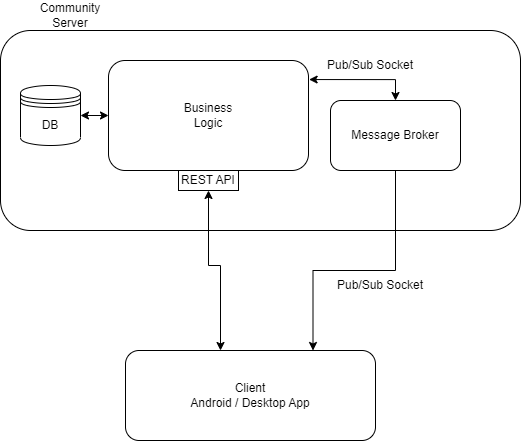 Community
Server
Pub/Sub Socket
DB
Business
Logic
Message Broker
REST API
Pub/Sub Socket
Client
Android / Desktop App